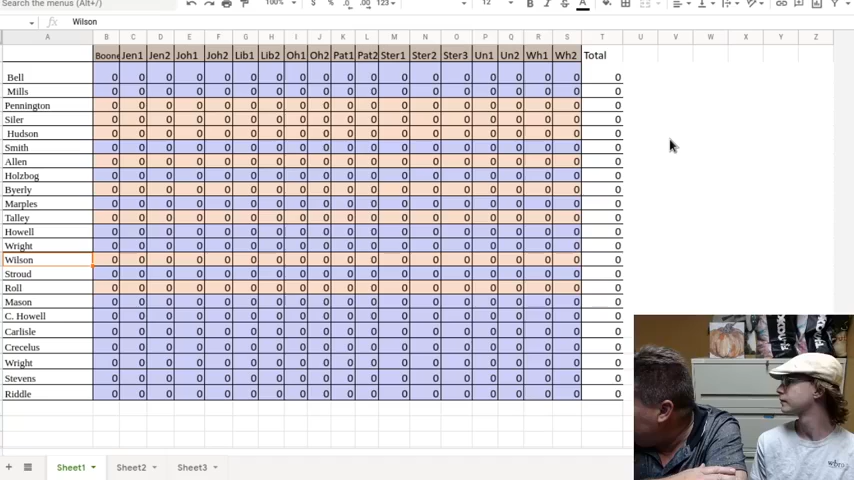 Search the menus (Alt+/) 100% $ % .0 .00 123 12
Wilson
A B C D E F G H I J K L M N O P Q R S T U V W X Y Z
Boone Jen1 Jen2 Joh1 Joh2 Lib1 Lib2 Oh1 Oh2 Pat1 Pat2 Ster1 Ster2 Ster3 Un1 Un2 Wh1 Wh2 Total
Bell 0 0 0 0 0 0 0 0 0 0 0 0 0 0 0 0 0 0 0
Mills 0 0 0 0 0 0 0 0 0 0 0 0 0 0 0 0 0 0 0
Pennington 0 0 0 0 0 0 0 0 0 0 0 0 0 0 0 0 0 0 0
Siler 0 0 0 0 0 0 0 0 0 0 0 0 0 0 0 0 0 0 0
Hudson 0 0 0 0 0 0 0 0 0 0 0 0 0 0 0 0 0 0 0
Smith 0 0 0 0 0 0 0 0 0 0 0 0 0 0 0 0 0 0 0
Allen 0 0 0 0 0 0 0 0 0 0 0 0 0 0 0 0 0 0 0
Holzbog 0 0 0 0 0 0 0 0 0 0 0 0 0 0 0 0 0 0 0
Byerly 0 0 0 0 0 0 0 0 0 0 0 0 0 0 0 0 0 0 0
Marples 0 0 0 0 0 0 0 0 0 0 0 0 0 0 0 0 0 0 0
Talley 0 0 0 0 0 0 0 0 0 0 0 0 0 0 0 0 0 0 0
Howell 0 0 0 0 0 0 0 0 0 0 0 0 0 0 0 0 0 0 0
Wright 0 0 0 0 0 0 0 0 0 0 0 0 0 0 0 0 0 0 0
Wilson 0 0 0 0 0 0 0 0 0 0 0 0 0 0 0 0 0 0 0
Stroud 0 0 0 0 0 0 0 0 0 0 0 0 0 0 0 0 0 0 0
Roll 0 0 0 0 0 0 0 0 0 0 0 0 0 0 0 0 0 0 0
Mason 0 0 0 0 0 0 0 0 0 0 0 0 0 0 0 0 0 0 0
C. Howell 0 0 0 0 0 0 0 0 0 0 0 0 0 0 0 0 0 0 0
Carlisle 0 0 0 0 0 0 0 0 0 0 0 0 0 0 0 0 0 0 0
Crecelus 0 0 0 0 0 0 0 0 0 0 0 0 0 0 0 0 0 0 0
Wright 0 0 0 0 0 0 0 0 0 0 0 0 0 0 0 0 0 0 0
Stevens 0 0 0 0 0 0 0 0 0 0 0 0 0 0 0 0 0 0 0
Riddle 0 0 0 0 0 0 0 0 0 0 0 0 0 0 0 0 0 0 0
Sheet1 Sheet2 Sheet3